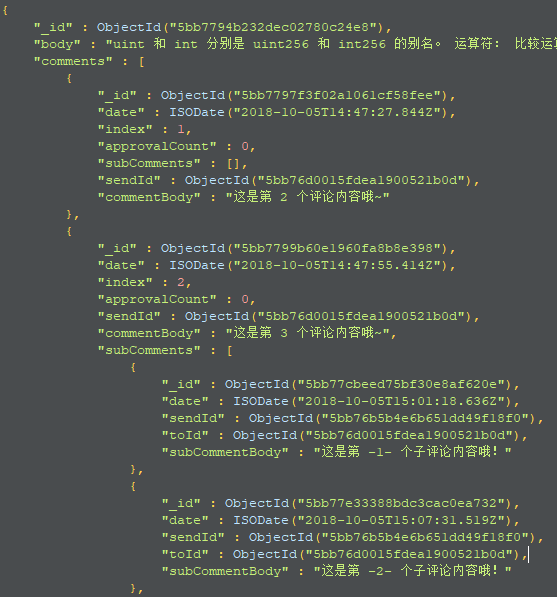 {
"_id" : ObjectId("5bb7794b232dec02780c24e8"),
"body" : "uint 和 int 分别是 uint256 和 int256 的别名。 运算符: 比较运算
"comments" : [
{
"_id" : ObjectId("5bb7797f3f02a1061cf58fee"),
"date" : ISODate("2018-10-05T14:47:27.844Z"),
"index" : 1,
"approvalCount" : 0,
"subComments" : [],
"sendId" : ObjectId("5bb76d0015fdea1900521b0d"),
"commentBody" : "这是第 2 个评论内容哦~"
},
{
"_id" : ObjectId("5bb7799b60e1960fa8b8e398"),
"date" : ISODate("2018-10-05T14:47:55.414Z"),
"index" : 2,
"approvalCount" : 0,
"sendId" : ObjectId("5bb76d0015fdea1900521b0d"),
"commentBody" : "这是第 3 个评论内容哦~",
"subComments" : [
{
"_id" : ObjectId("5bb77cbeed75bf30e8af620e"),
"date" : ISODate("2018-10-05T15:01:18.636Z"),
"sendId" : ObjectId("5bb76b5b4e6b651dd49f18f0"),
"toId" : ObjectId("5bb76d0015fdea1900521b0d"),
"subCommentBody" : "这是第 -1- 个子评论内容哦！"
},
{
"_id" : ObjectId("5bb77e33388bdc3cac0ea732"),
"date" : ISODate("2018-10-05T15:07:31.519Z"),
"sendId" : ObjectId("5bb76b5b4e6b651dd49f18f0"),
"toId" : ObjectId("5bb76d0015fdea1900521b0d"),
"subCommentBody" : "这是第 -2- 个子评论内容哦！"
},